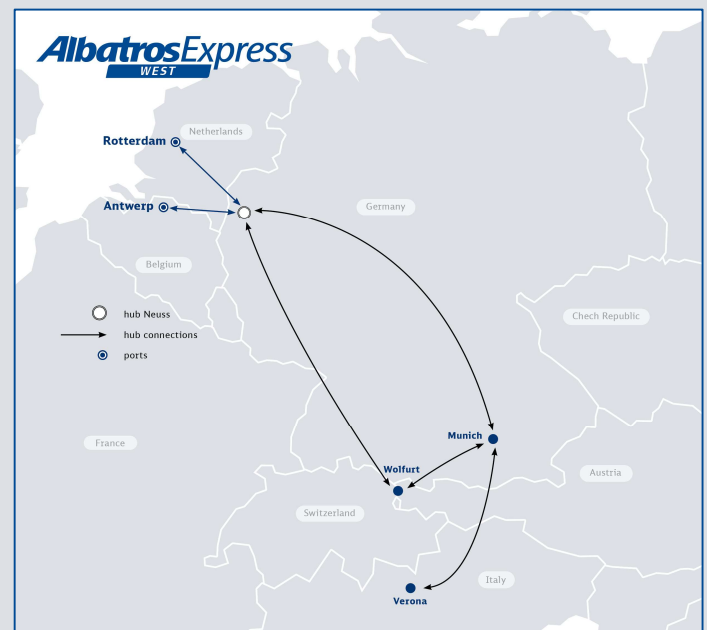 AlbatrosExpress
WEST
Netherlands
Rotterdam
Antwerp
Germany
Belgium
hub Neuss
hub connections
ports
Chech Republic
France
Munich
Wolfurt
Austria
Switzerland
Italy
Verona